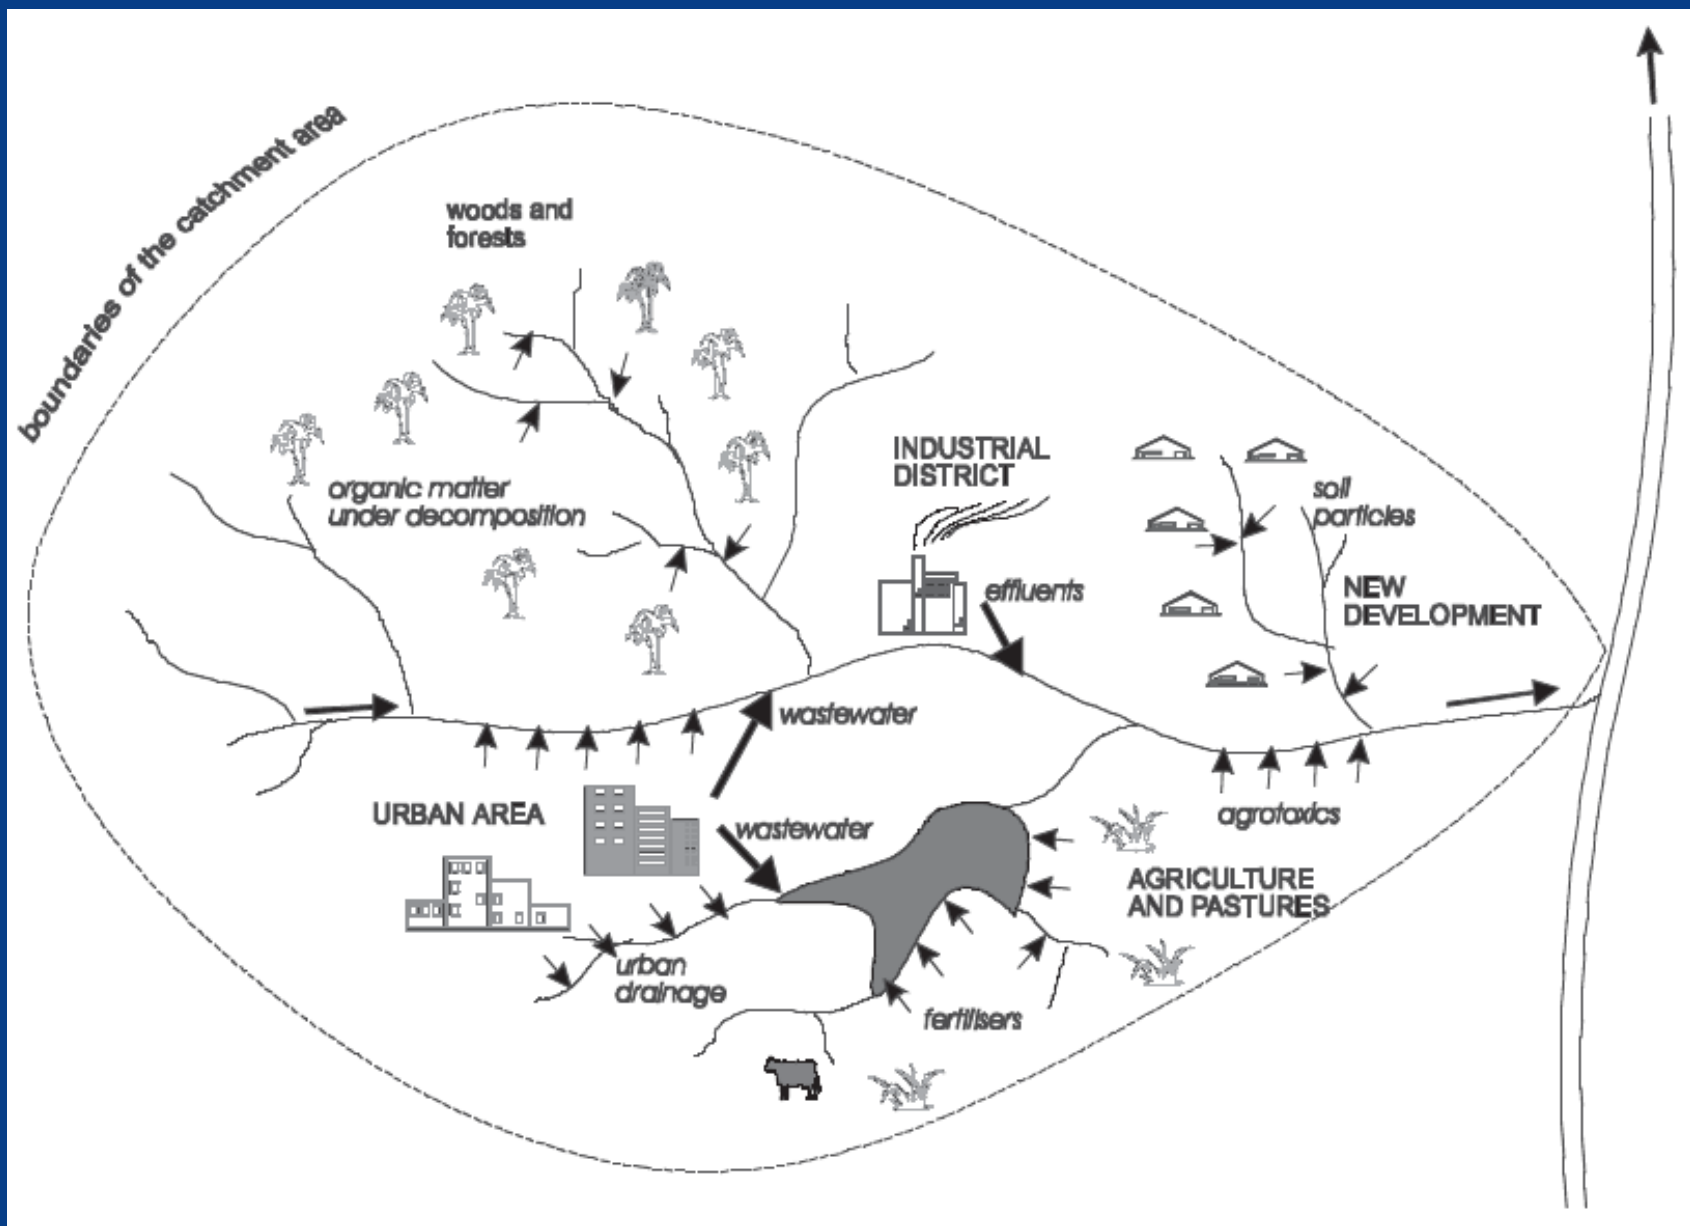 boundaries of the catchment area
woods and
forests
organic matter
under decomposition
INDUSTRIAL
DISTRICT
effluents
soil
particles
NEW
DEVELOPMENT
wastewater
URBAN AREA
wastewater
agrotoxics
AGRICULTURE
AND PASTURES
urban
drainage
fertilisers